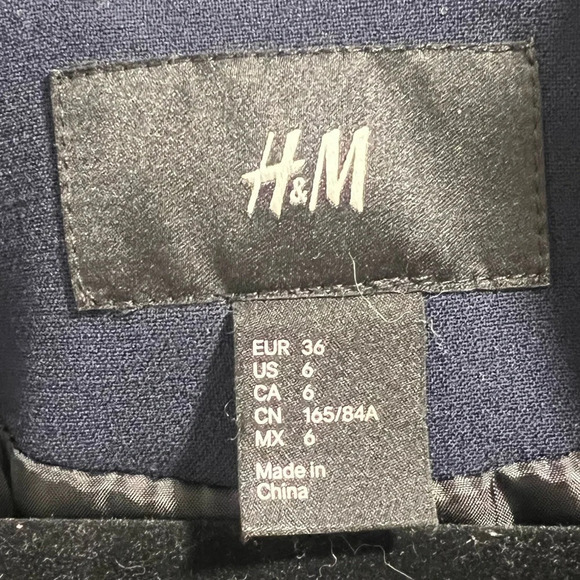 H&M
EUR 36
US 6
CA 6
CN 165/84A
MX 6
Made in
China